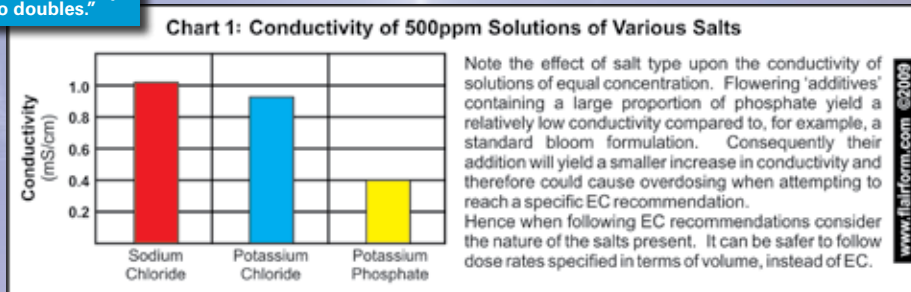 o doubles."
Chart 1: Conductivity of 500ppm Solutions of Various Salts
Conductivity
(mS/cm)
1.0
0.8
0.6
0.4
0.2
Sodium
Chloride
Potassium
Chloride
Potassium
Phosphate
Note the effect of salt type upon the conductivity of
solutions of equal concentration. Flowering 'additives'
containing a large proportion of phosphate yield a
relatively low conductivity compared to, for example, a
standard bloom formulation. Consequently their
addition will yield a smaller increase in conductivity and
therefore could cause overdosing when attempting to
reach a specific EC recommendation.
Hence when following EC recommendations consider
the nature of the salts present. It can be safer to follow
dose rates specified in terms of volume, instead of EC.
www.flairform.com ©2009